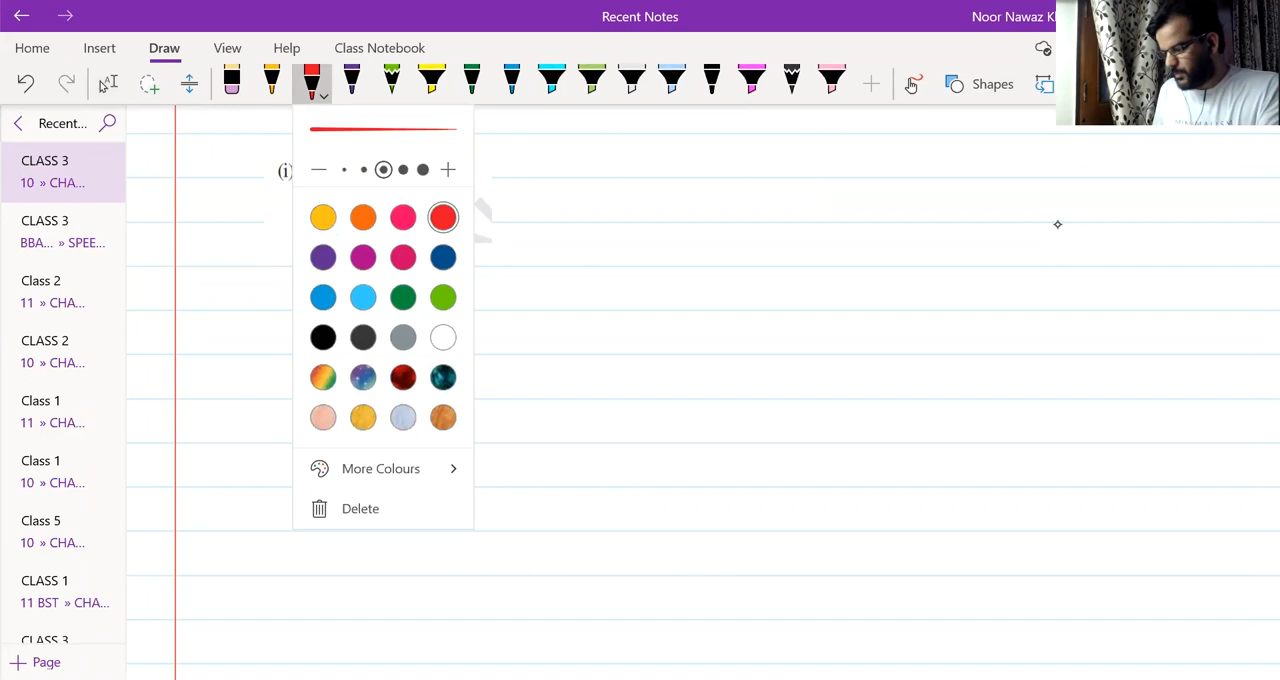 Recent Notes
Noor Nawaz
Home Insert Draw View Help Class Notebook
Shapes
Recent...
CLASS 3
10 » CHA...
CLASS 3
BBA... » SPEE...
Class 2
11 » CHA...
CLASS 2
10 » CHA...
Class 1
11 » CHA...
Class 1
10 » CHA...
Class 5
10 » CHA...
CLASS 1
11 BST » CHA...
CLASS 3
Page
(i)
More Colours
Delete